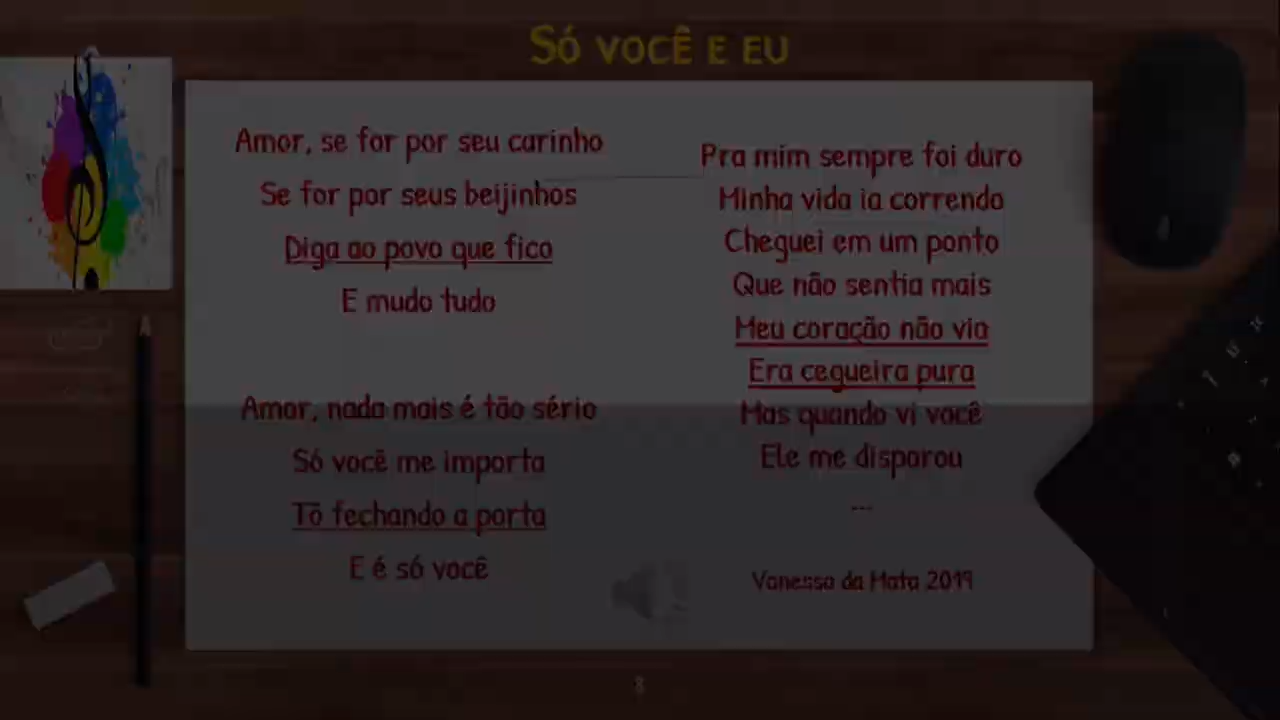 Só você e eu
Amor, se for por seu carinho
Se for por seus beijinhos
Diga ao povo que fico
E mudo tudo
Amor, nada mais é tão sério
Só você me importa
Tô fechando a porta
E é só você
Pra mim sempre foi duro
Minha vida ia correndo
Cheguei em um ponto
Que não sentia mais
Meu coração não via
Era cegueira pura
Mas quando vi você
Ele me disparou
...
Vanessa da Mata 2019
8